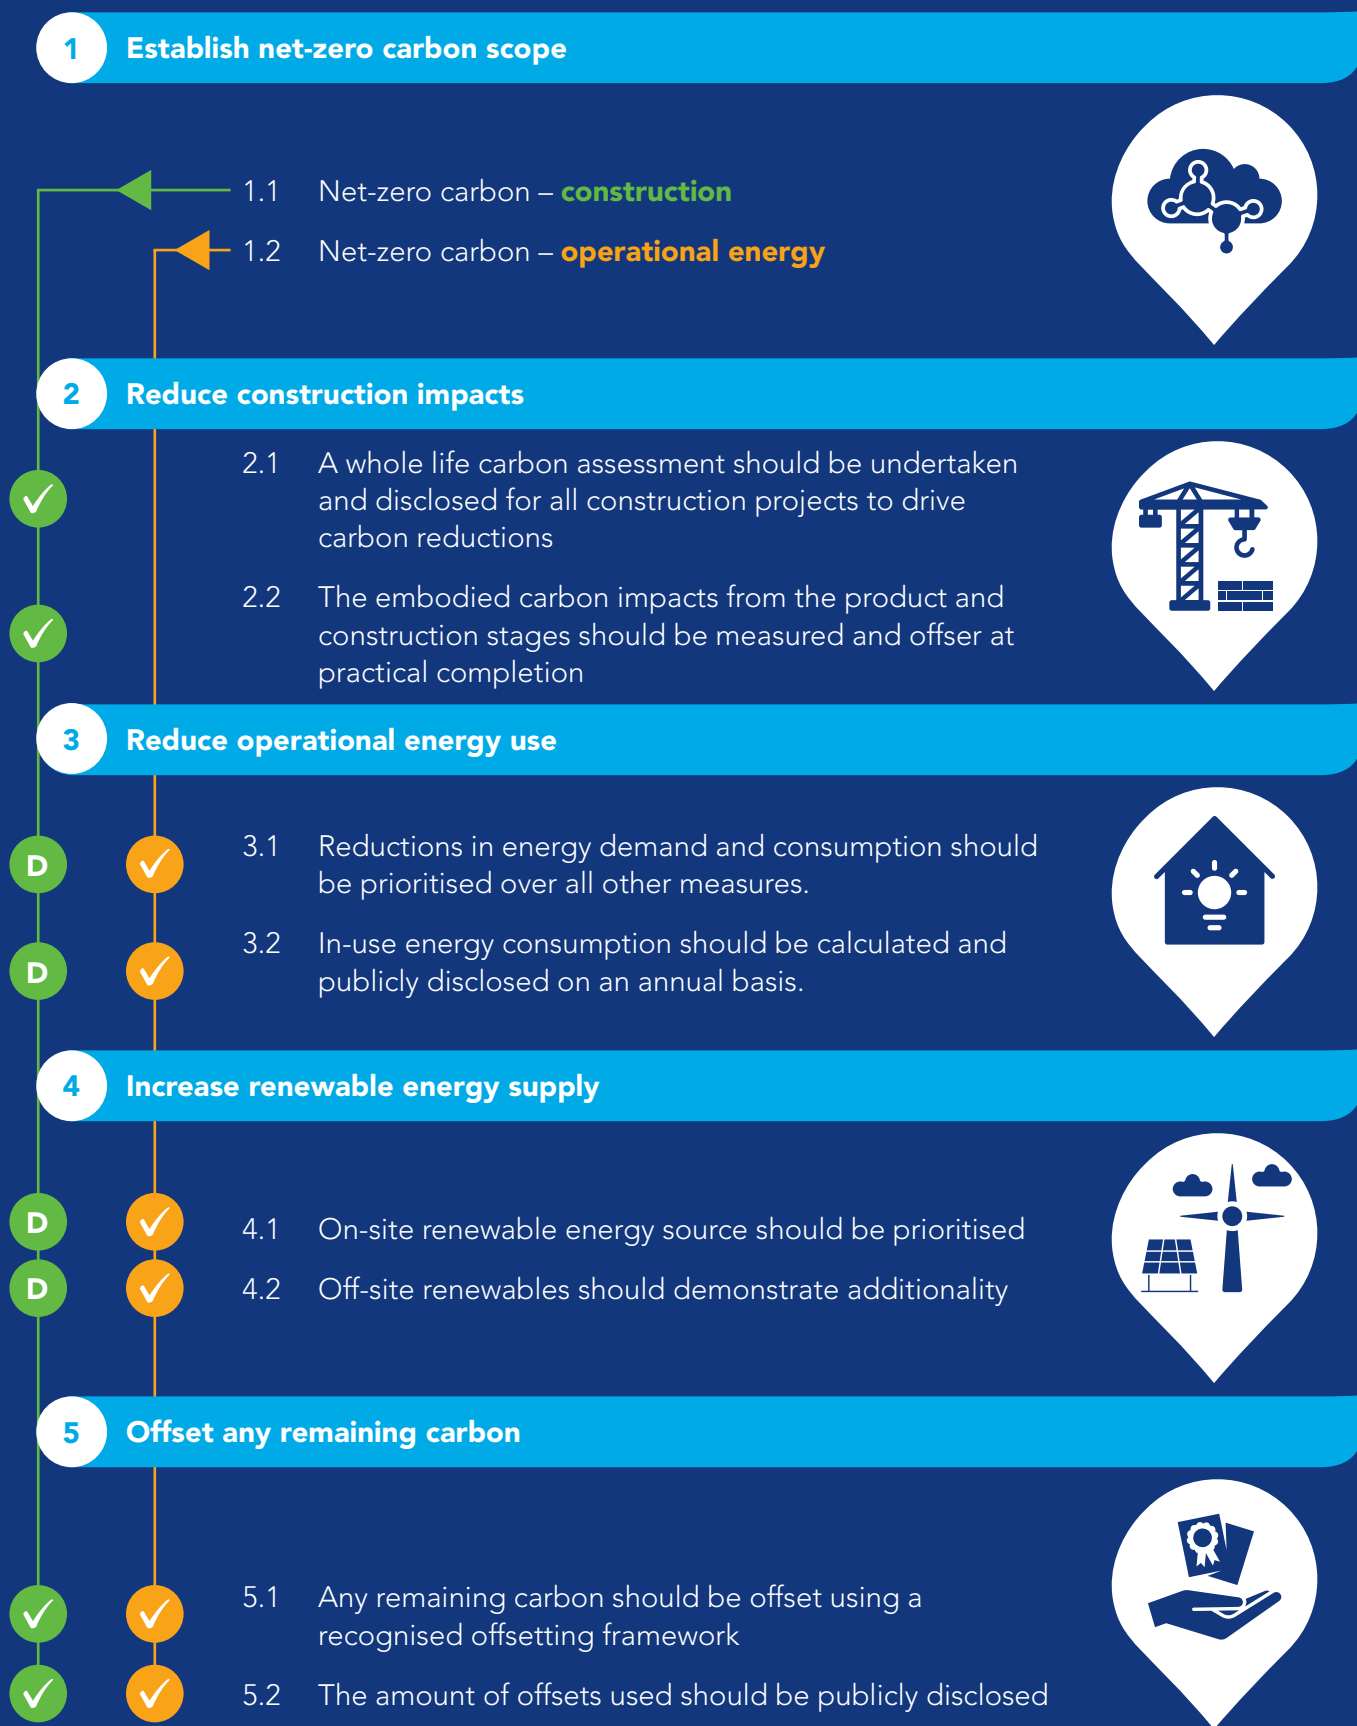 1 Establish net-zero carbon scope
1.1 Net-zero carbon – construction
1.2 Net-zero carbon – operational energy
2 Reduce construction impacts
2.1 A whole life carbon assessment should be undertaken
and disclosed for all construction projects to drive
carbon reductions
2.2 The embodied carbon impacts from the product and
construction stages should be measured and offser at
practical completion
3 Reduce operational energy use
D 3.1 Reductions in energy demand and consumption should
be prioritised over all other measures.
D 3.2 In-use energy consumption should be calculated and
publicly disclosed on an annual basis.
4 Increase renewable energy supply
D 4.1 On-site renewable energy source should be prioritised
D 4.2 Off-site renewables should demonstrate additionality
5 Offset any remaining carbon
5.1 Any remaining carbon should be offset using a
recognised offsetting framework
5.2 The amount of offsets used should be publicly disclosed